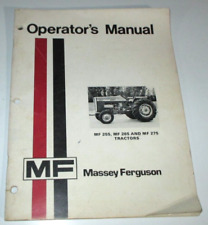 Operator's Manual
MF 255, MF 265 AND MF 275
TRACTORS
MF
Massey Ferguson